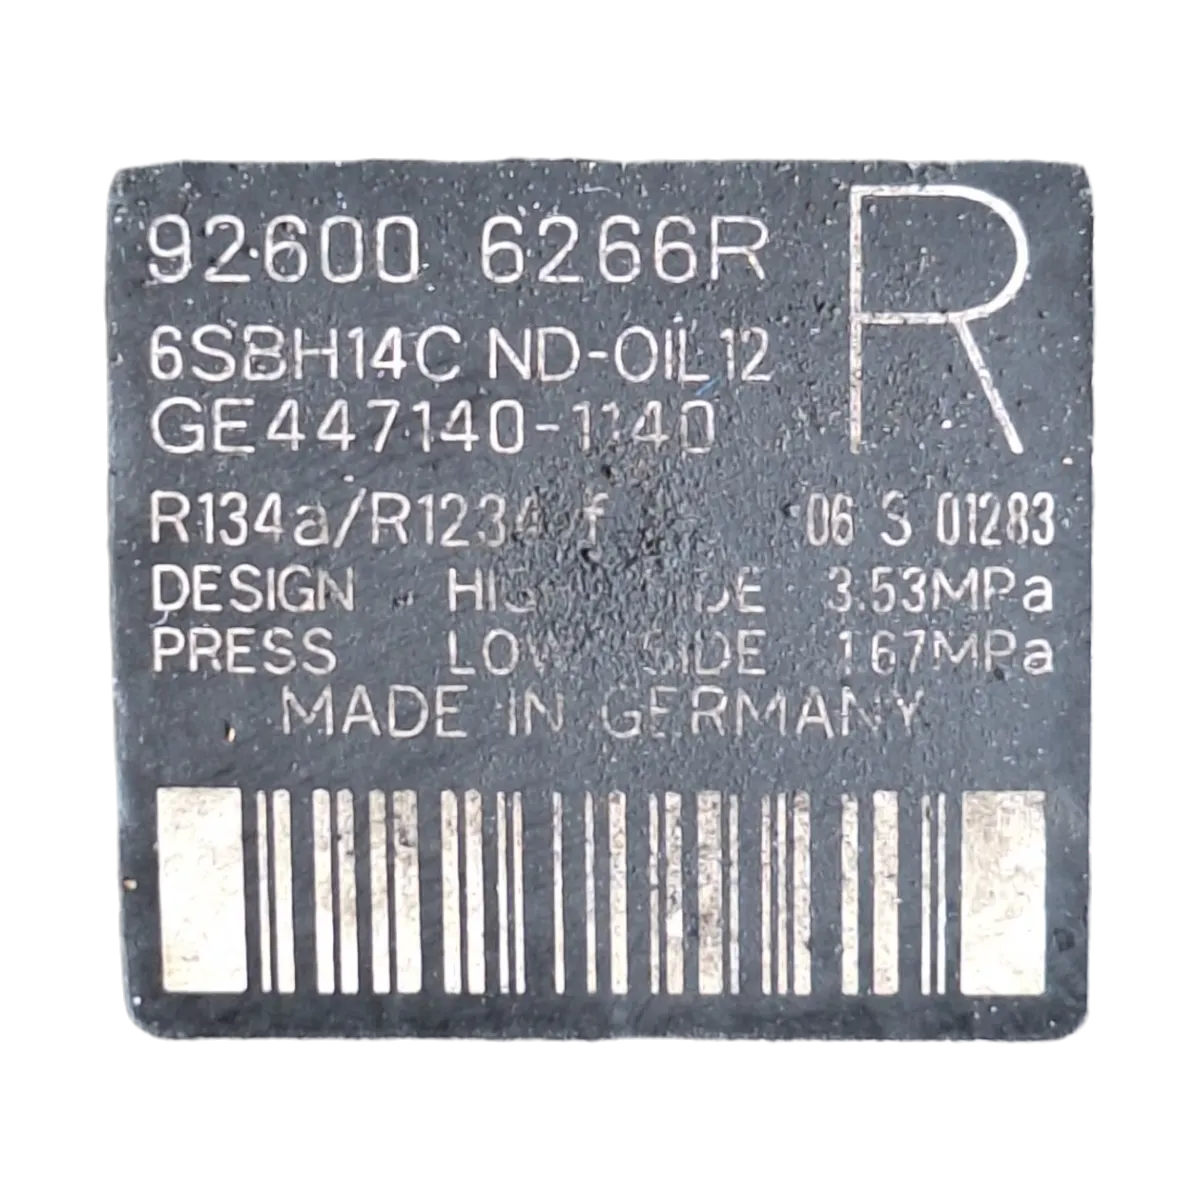 92600 6266R R
6SBH14C ND-OIL12
GE447140-1140
R134a/R1234 f 06 S 01283
DESIGN SIDE 3.53MPa
PRESS LOW SIDE 1.67MPa
MADE IN GERMANY